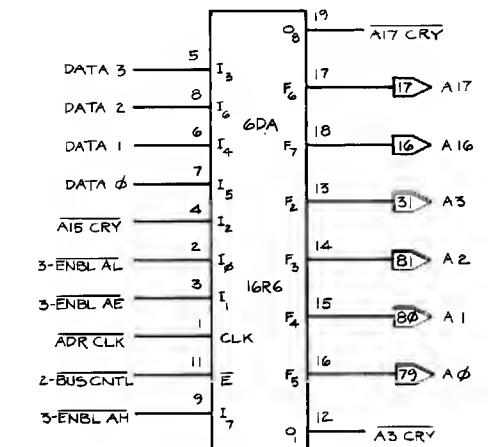 19
O8 A17 CRY
5
DATA 3 I3
17
F6 17 A17
8
DATA 2 I6
6DA
18
F7 16 A16
6
DATA 1 I4
7
DATA Ø I5
13
F2 31 A3
4
A15 CRY I2
14
F3 81 A2
2
3-ENBL AL IØ
16R6
3
3-ENBL AE I1
15
F4 8Ø A1
1
ADR CLK CLK
16
F5 79 AØ
11
2-BUSCNTL E
9
3-ENBL AH I7
12
O1 A3 CRY